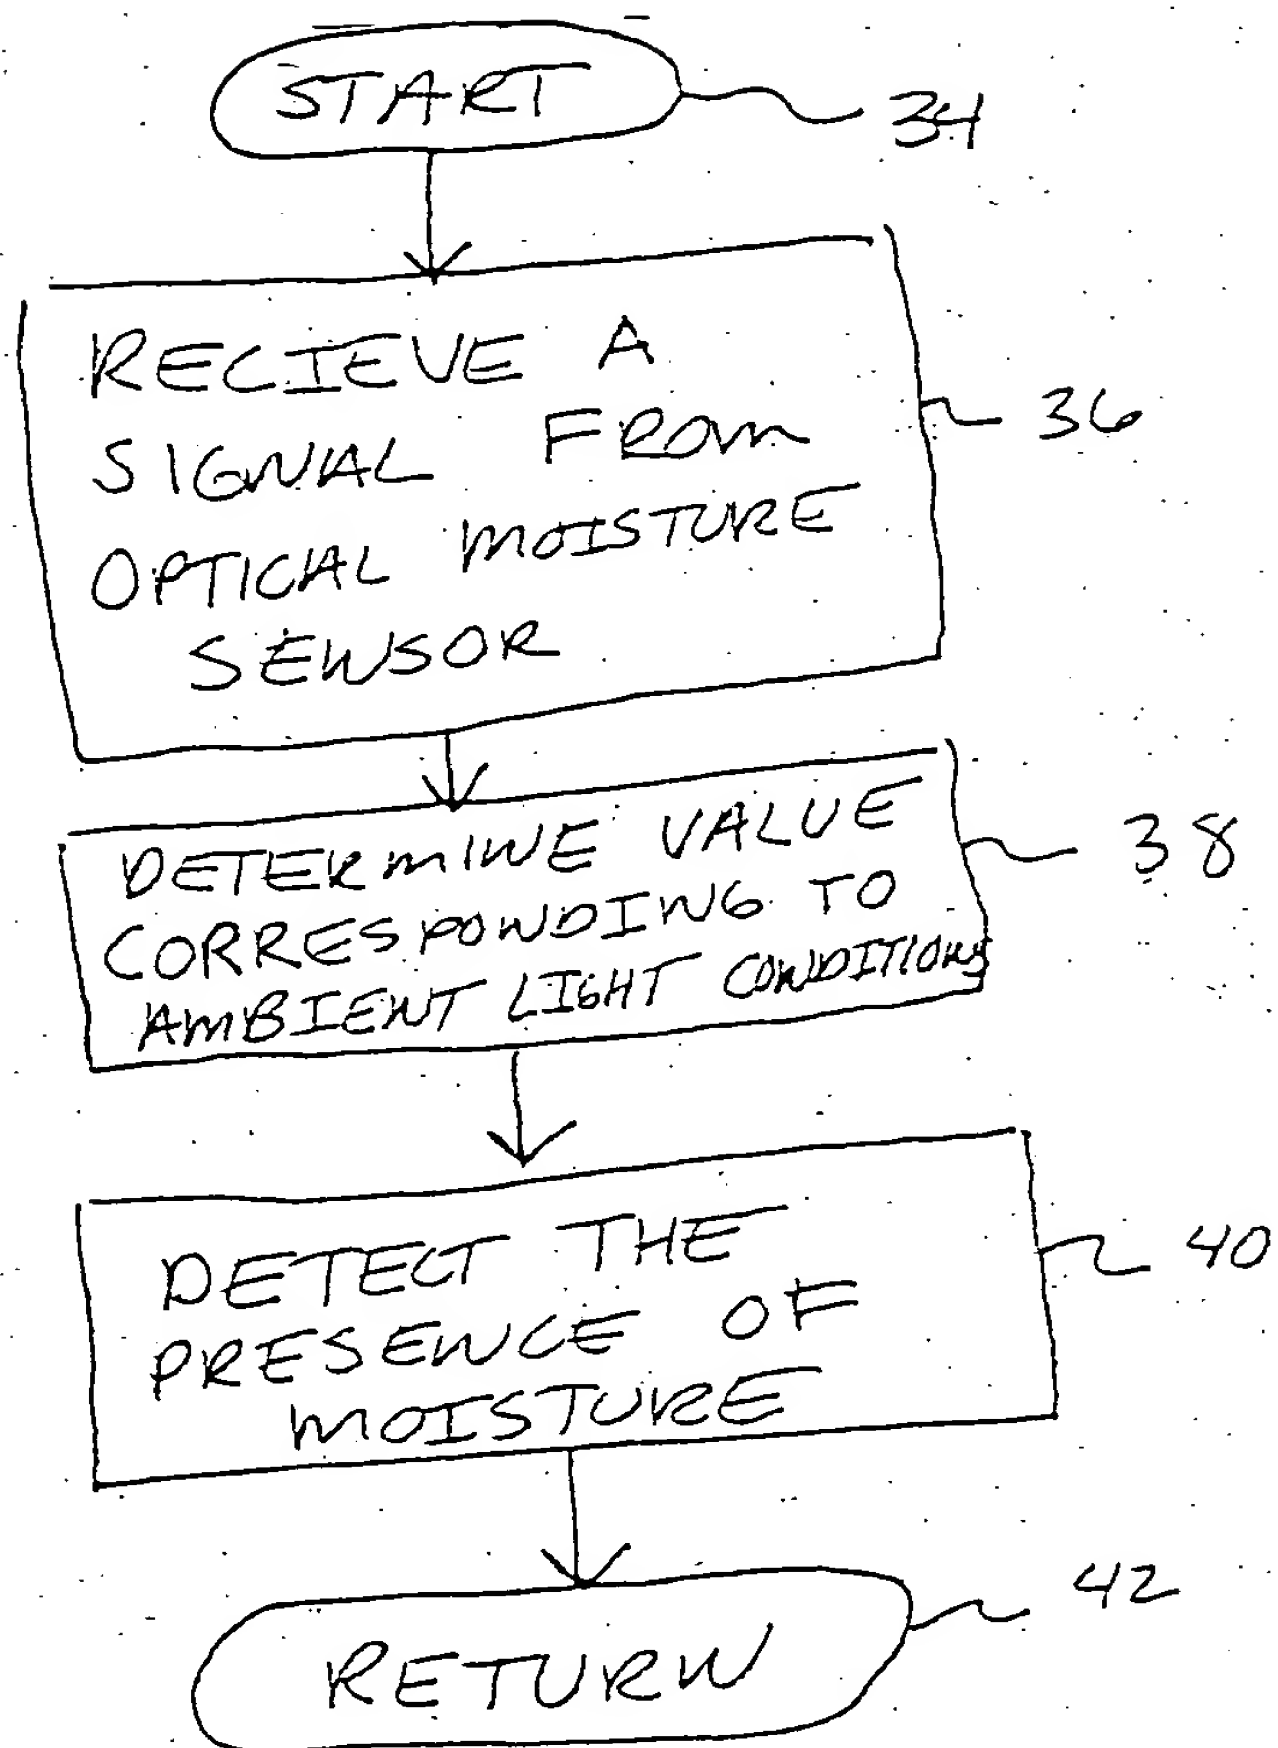 START
34
RECIEVE A
SIGNAL FROM
36
OPTICAL MOISTURE
SENSOR
DETERMINE VALUE
38
CORRESPONDING TO
AMBIENT LIGHT CONDITIONS
DETECT THE
40
PRESENCE OF
MOISTURE
42
RETURN